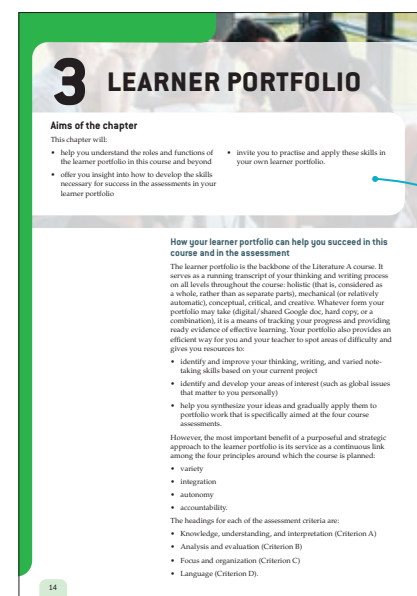 3 LEARNER PORTFOLIO
Aims of the chapter
This chapter will:
• help you understand the roles and functions of
the learner portfolio in this course and beyond
• offer you insight into how to develop the skills
necessary for success in the assessments in your
learner portfolio
• invite you to practise and apply these skills in
your own learner portfolio.
How your learner portfolio can help you succeed in this
course and in the assessment
The learner portfolio is the backbone of the Literature A course. It
serves as a running transcript of your thinking and writing process
on all levels throughout the course: holistic (that is, considered as
a whole, rather than as separate parts), mechanical (or relatively
automatic), conceptual, critical, and creative. Whatever form your
portfolio may take (digital/shared Google doc, hard copy, or a
combination), it is a means of tracking your progress and providing
ready evidence of effective learning. Your portfolio also provides an
efficient way for you and your teacher to spot areas of difficulty and
gives you resources to:
• identify and improve your thinking, writing, and varied note-
taking skills based on your current project
• identify and develop your areas of interest (such as global issues
that matter to you personally)
• help you synthesize your ideas and gradually apply them to
portfolio work that is specifically aimed at the four course
assessments.
However, the most important benefit of a purposeful and strategic
approach to the learner portfolio is its service as a continuous link
among the four principles around which the course is planned:
• variety
• integration
• autonomy
• accountability.
The headings for each of the assessment criteria are:
• Knowledge, understanding, and interpretation (Criterion A)
• Analysis and evaluation (Criterion B)
• Focus and organization (Criterion C)
• Language (Criterion D).
14